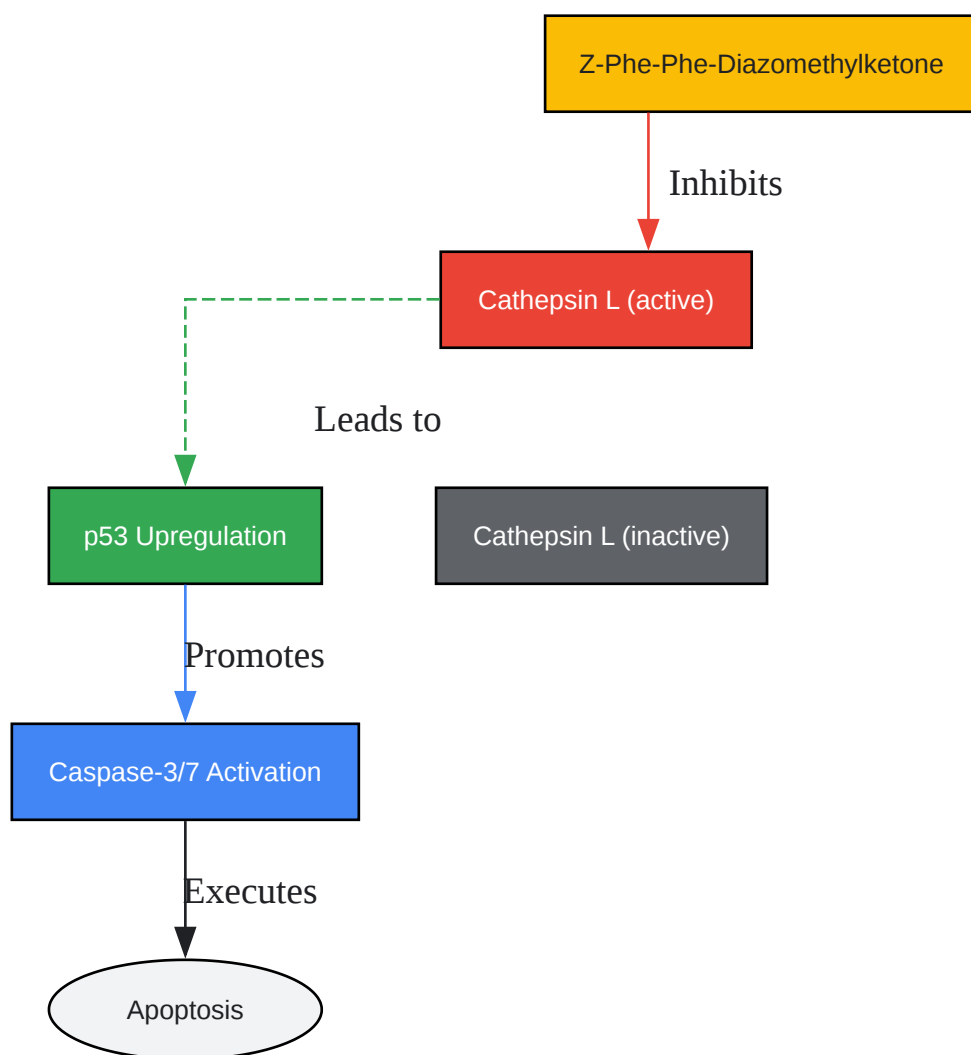 Z-Phe-Phe-Diazomethylketone
Inhibits
Cathepsin L (active)
Leads to
p53 Upregulation
Cathepsin L (inactive)
Promotes
Caspase-3/7 Activation
Executes
Apoptosis